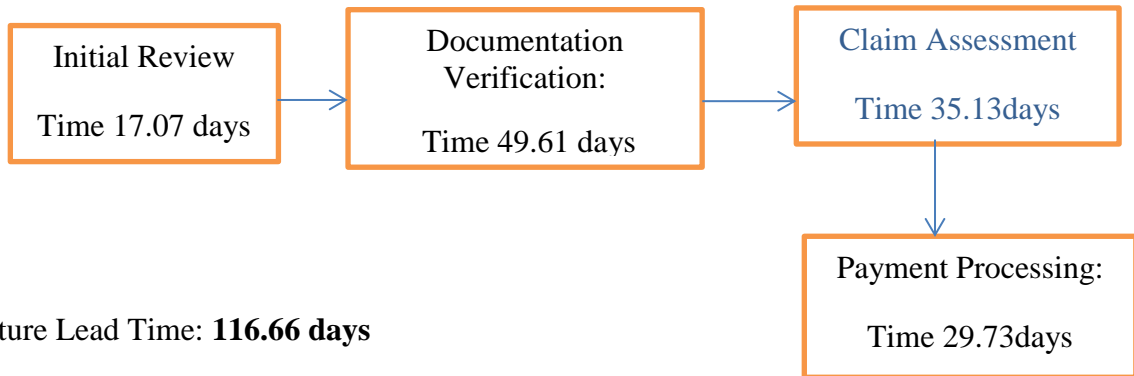 Initial Review
Time 17.07 days
Documentation
Verification:
Time 49.61 days
Claim Assessment
Time 35.13days
Payment Processing:
Time 29.73days
ture Lead Time: 116.66 days